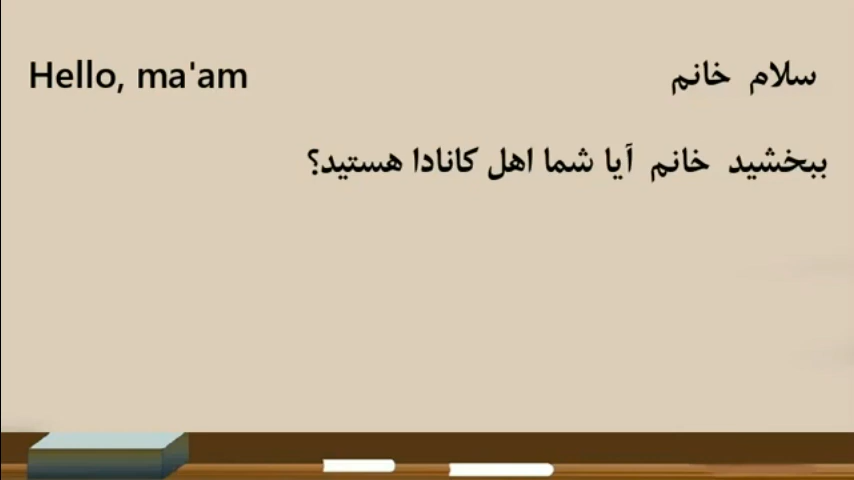 Hello, ma'am سلام خانم
ببخشید خانم آیا شما اهل کانادا هستید؟